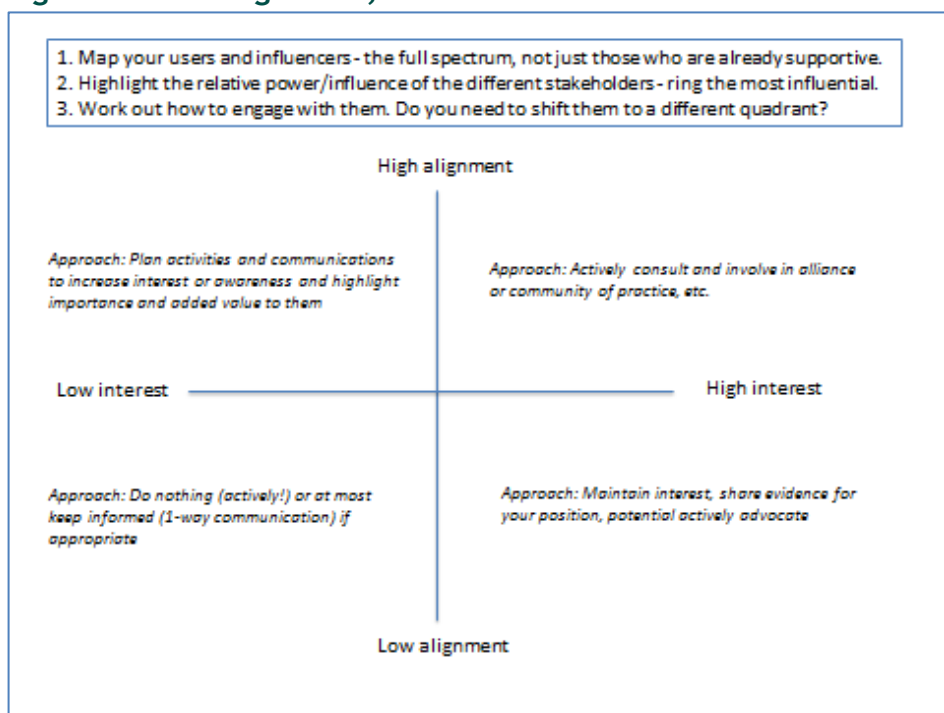 1. Map your users and influencers - the full spectrum, not just those who are already supportive.
2. Highlight the relative power/influence of the different stakeholders - ring the most influential.
3. Work out how to engage with them. Do you need to shift them to a different quadrant?
High alignment
Approach: Plan activities and communications
to increase interest or awareness and highlight
importance and added value to them
Approach: Actively consult and involve in alliance
or community of practice, etc.
Low interest
High interest
Approach: Do nothing (actively!) or at most
keep informed (1-way communication) if
appropriate
Approach: Maintain interest, share evidence for
your position, potential actively advocate
Low alignment